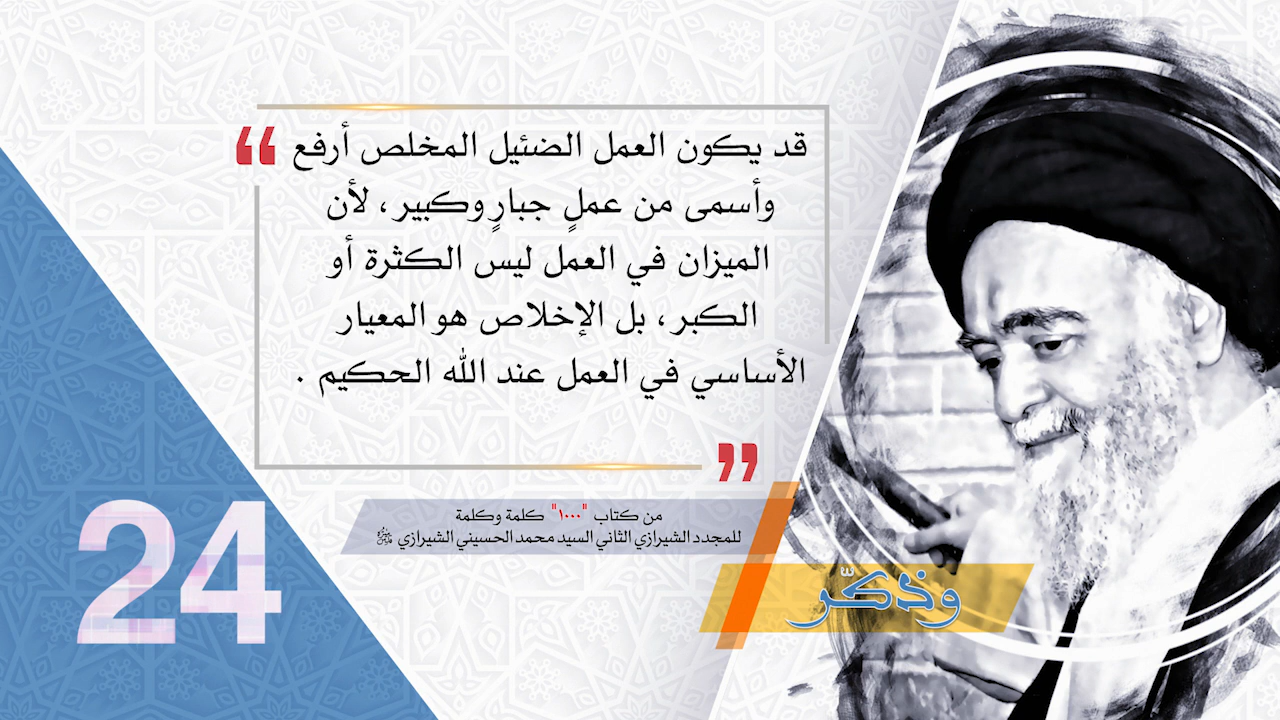 قد يكون العمل الضئيل المخلص أرفع
وأسمى من عملٍ جبارٍ وكبير، لأن
الميزان في العمل ليس الكثرة أو
الكبر، بل الإخلاص هو المعيار
الأساسي في العمل عند الله الحكيم .
من كتاب "١٠٠٠" كلمة وكلمة
للمجدد الشيرازي الثاني السيد محمد الحسيني الشيرازي
وذكّر
24